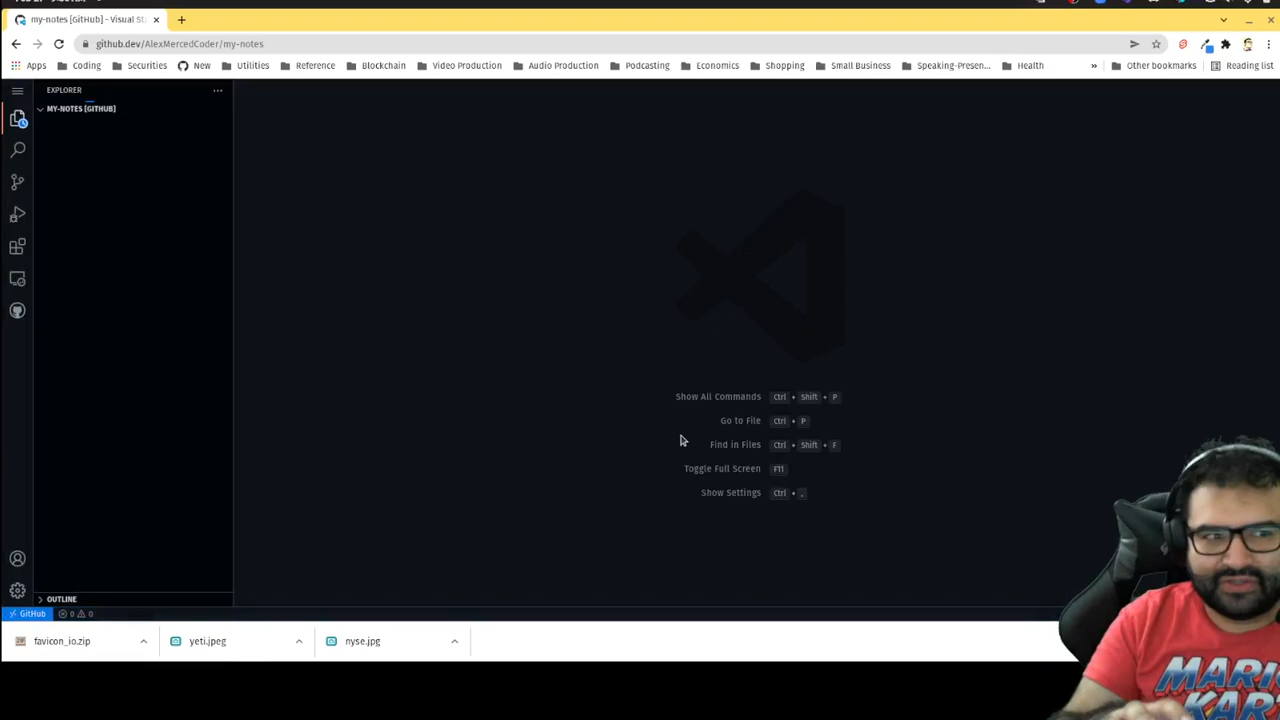 my-notes [GitHub] - Visual St
github.dev/AlexMercedCoder/my-notes
Apps Coding Securities New Utilities Reference Blockchain Video Production Audio Production Podcasting Economics Shopping Small Business Speaking-Presen... Health » Other bookmarks Reading list
EXPLORER
MY-NOTES [GITHUB]
Show All Commands Ctrl + Shift + P
Go to File Ctrl + P
Find in Files Ctrl + Shift + F
Toggle Full Screen F11
Show Settings Ctrl + ,
OUTLINE
GitHub 0 0
favicon_io.zip yeti.jpeg nyse.jpg
MARIO
KART